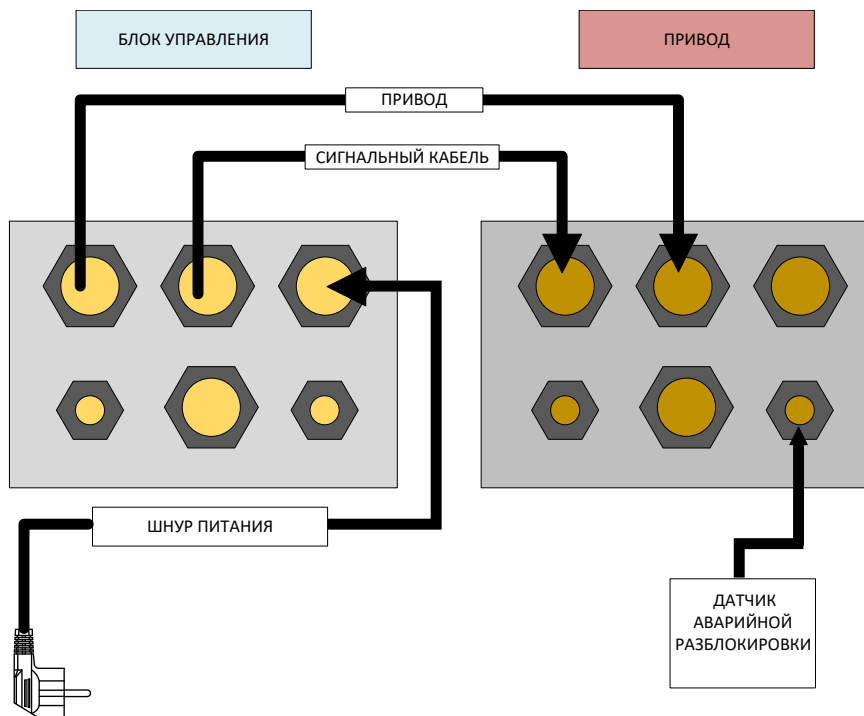 БЛОК УПРАВЛЕНИЯ
ПРИВОД
ПРИВОД
СИГНАЛЬНЫЙ КАБЕЛЬ
ШНУР ПИТАНИЯ
ДАТЧИК
АВАРИЙНОЙ
РАЗБЛОКИРОВКИ